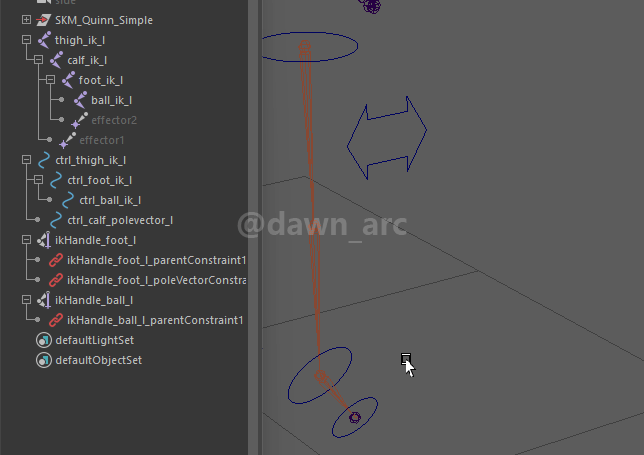 side
SKM_Quinn_Simple
thigh_ik_l
calf_ik_l
foot_ik_l
ball_ik_l
effector2
effector1
ctrl_thigh_ik_l
ctrl_foot_ik_l
ctrl_ball_ik_l
ctrl_calf_polevector_l
@dawn_arc
ikHandle_foot_l
ikHandle_foot_l_parentConstraint1
ikHandle_foot_l_poleVectorConstra
ikHandle_ball_l
ikHandle_ball_l_parentConstraint1
defaultLightSet
defaultObjectSet